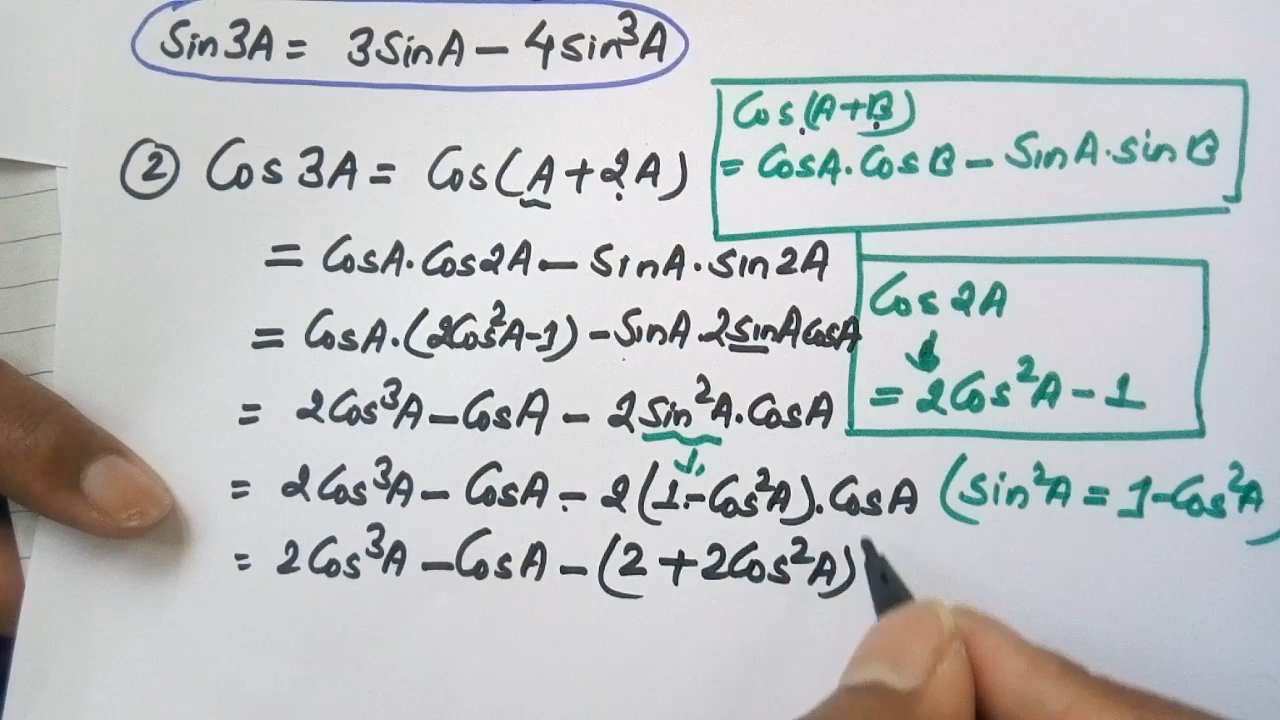 Sin3A = 3SinA - 4sin³A
② Cos3A = Cos(A+2A)
Cos(A+B)
= CosA.CosB - SinA.sinB
= CosA.Cos2A - sinA.sin2A
= CosA.(2Cos²A-1) - SinA 2sinAcosA
Cos2A
= 2Cos²A - 1
= 2Cos³A - CosA - 2sin²A.CosA
= 2Cos³A - CosA - 2(1-Cos²A).CosA (Sin²A = 1-Cos²A)
= 2Cos³A - CosA - (2+2Cos²A)